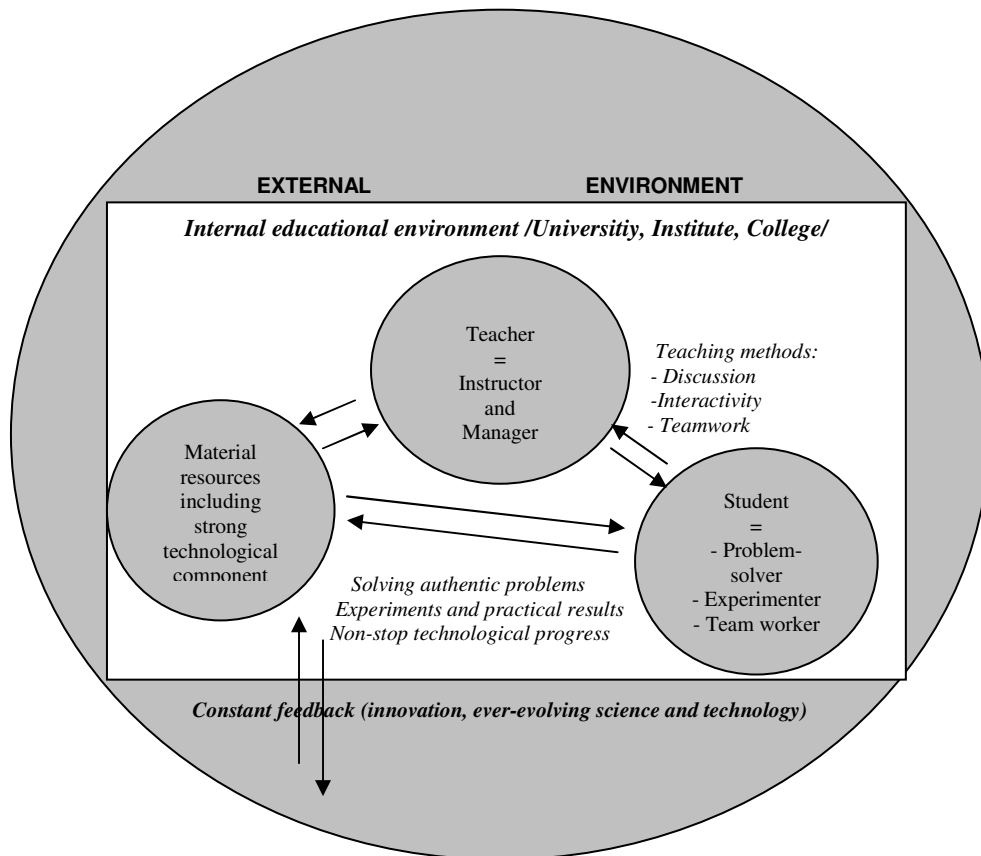 EXTERNAL ENVIRONMENT
Internal educational environment /Universitiy, Institute, College/
Teacher
=
Instructor
and
Manager
Teaching methods:
- Discussion
-Interactivity
- Teamwork
Material
resources
including
strong
technological
component
Student
=
- Problem-
solver
- Experimenter
- Team worker
Solving authentic problems
Experiments and practical results
Non-stop technological progress
Constant feedback (innovation, ever-evolving science and technology)